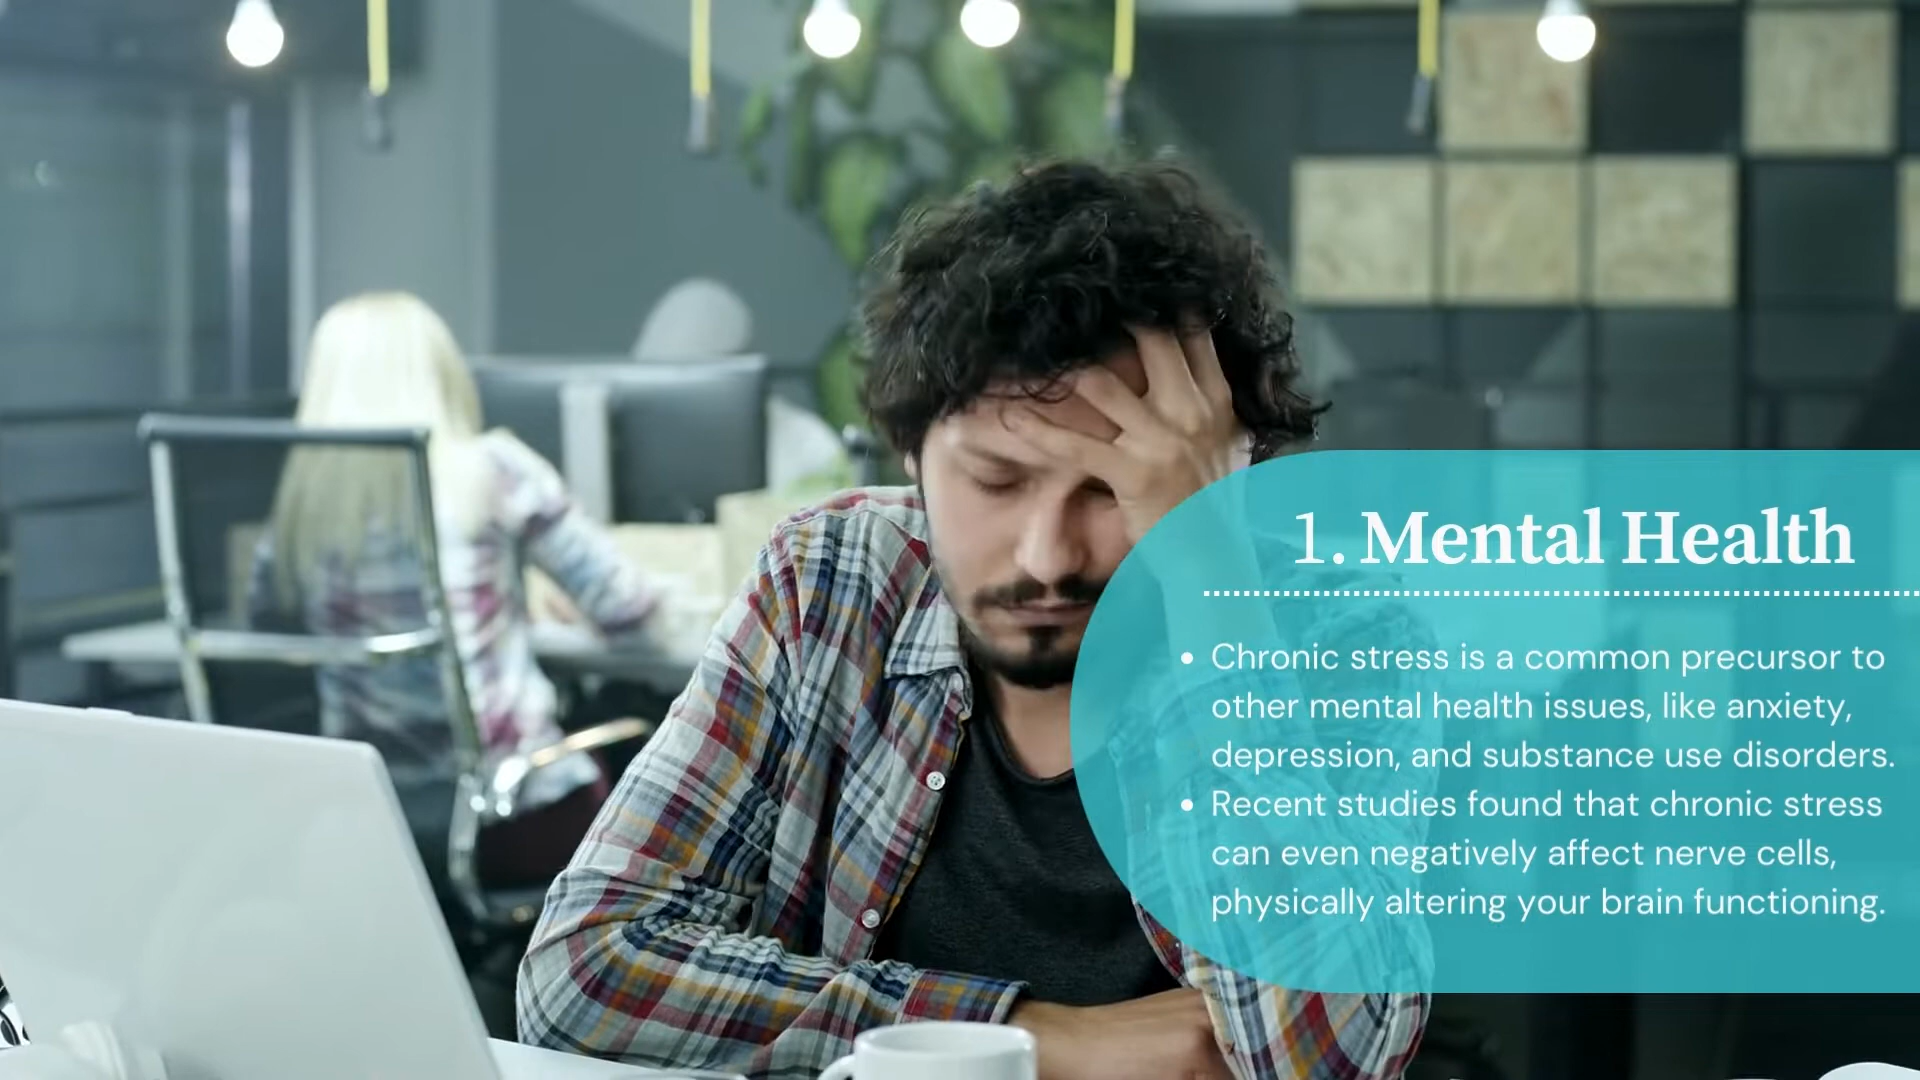 1. Mental Health
• Chronic stress is a common precursor to
other mental health issues, like anxiety,
depression, and substance use disorders.
• Recent studies found that chronic stress
can even negatively affect nerve cells,
physically altering your brain functioning.